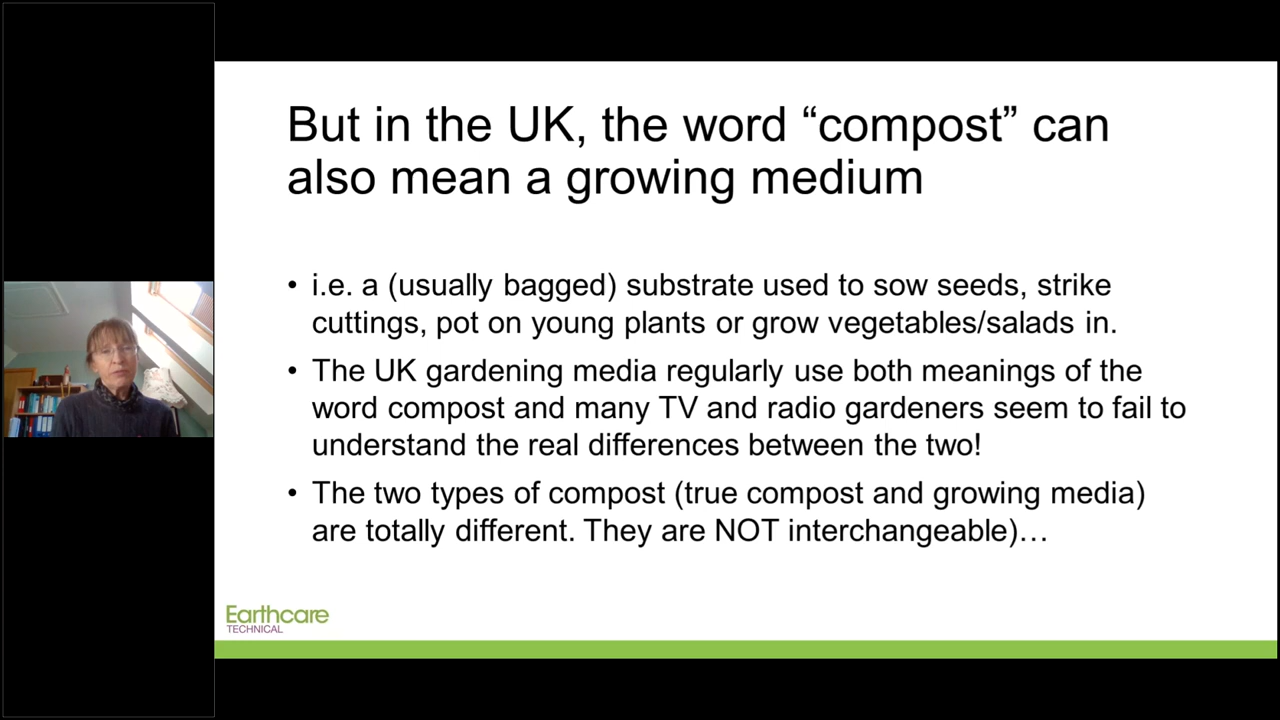 But in the UK, the word “compost” can
also mean a growing medium
• i.e. a (usually bagged) substrate used to sow seeds, strike
cuttings, pot on young plants or grow vegetables/salads in.
• The UK gardening media regularly use both meanings of the
word compost and many TV and radio gardeners seem to fail to
understand the real differences between the two!
• The two types of compost (true compost and growing media)
are totally different. They are NOT interchangeable)…
Earthcare
TECHNICAL